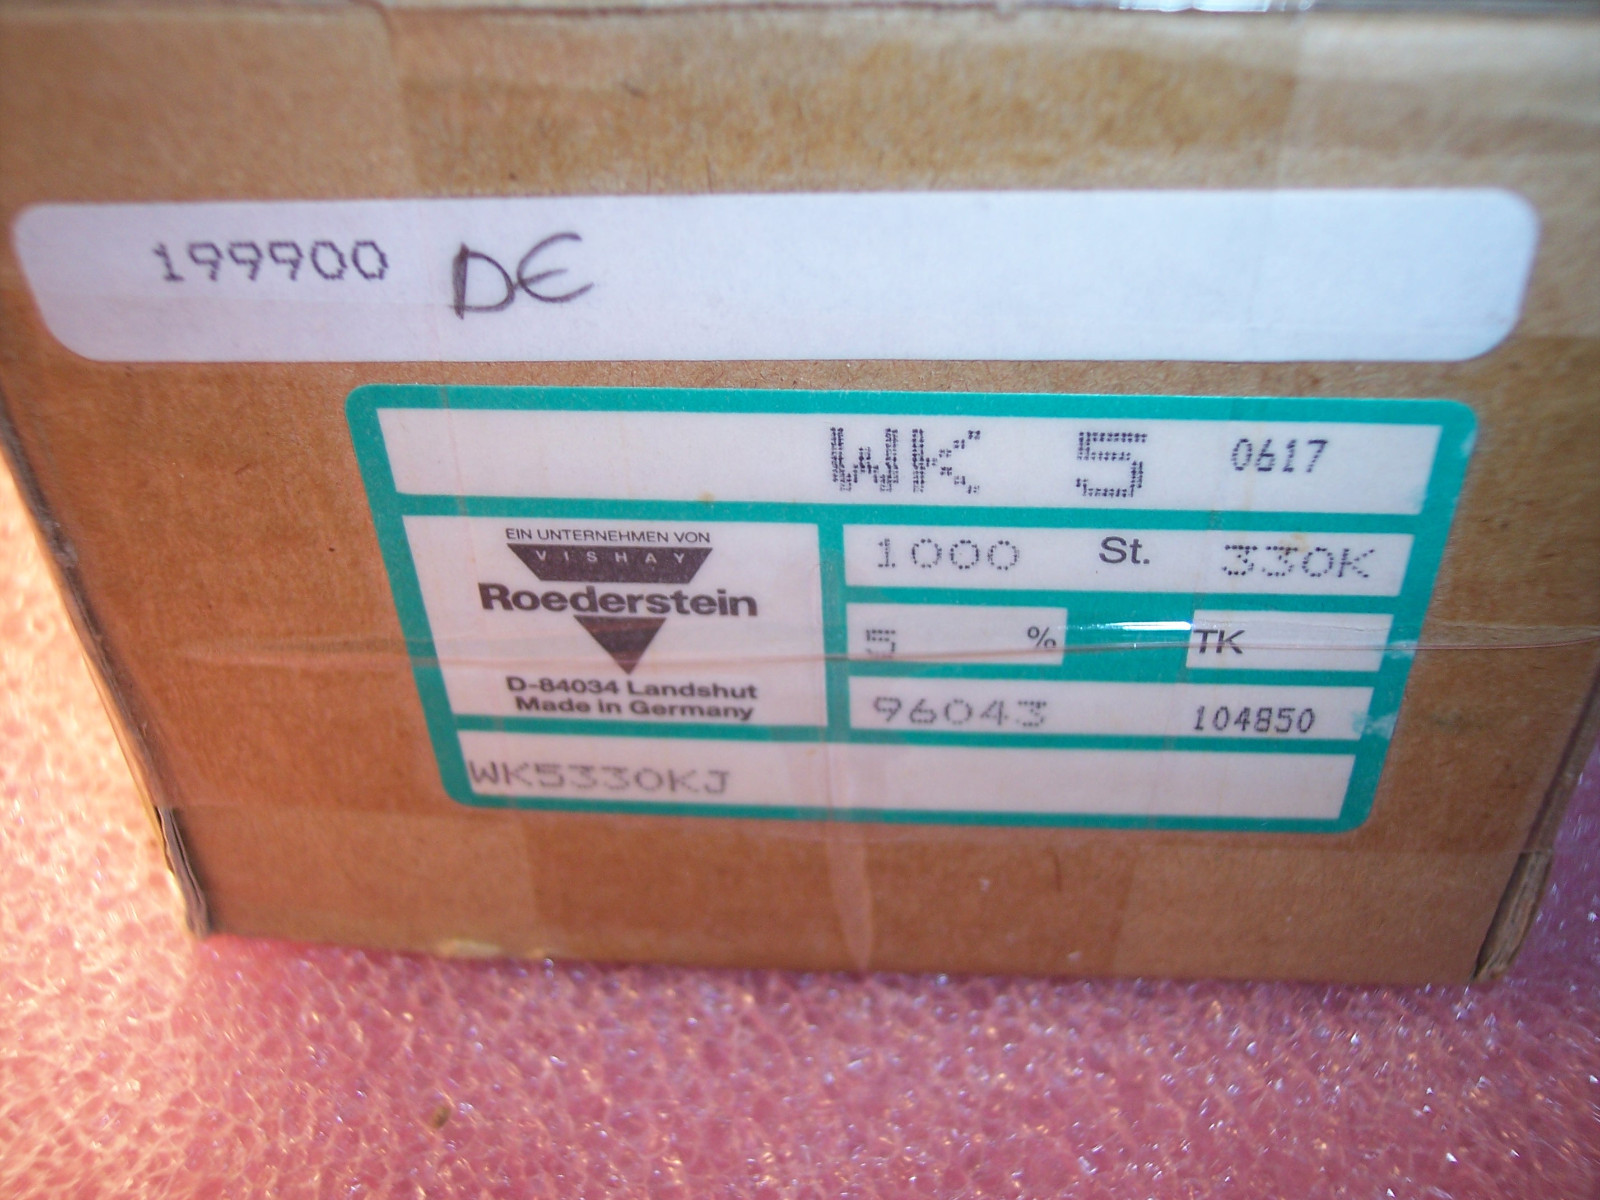 199900 DE
WK 5 0617
EIN UNTERNEHMEN VON
VISHAY
Roederstein
D-84034 Landshut
Made in Germany
1000 St. 330K
5 % TK
96043 104850
WK5330KJ